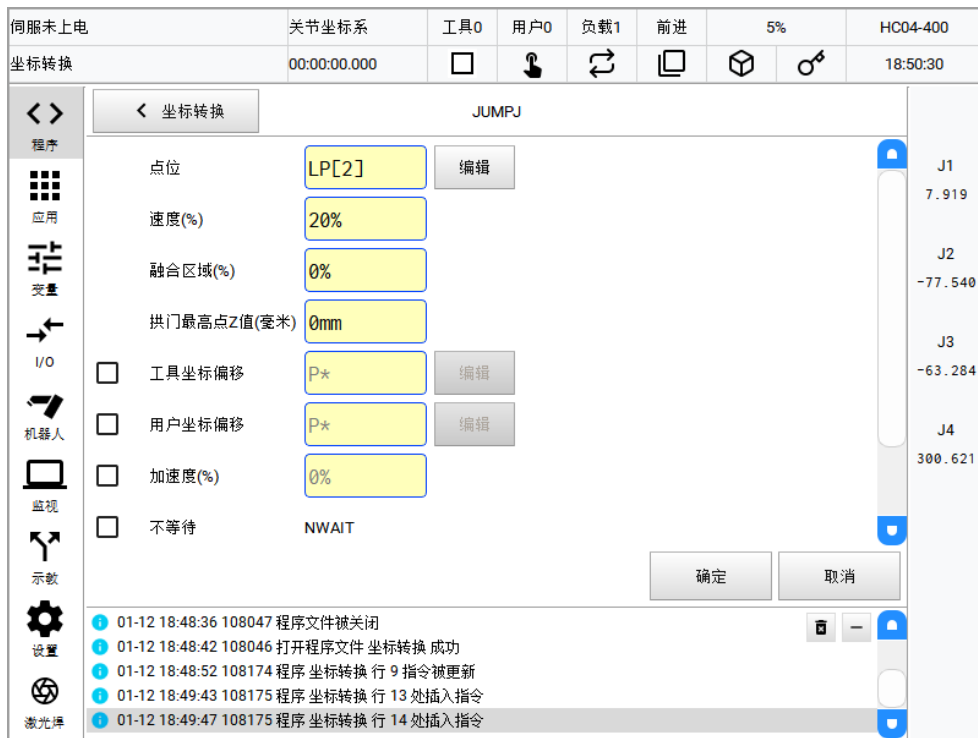 伺服未上电 关节坐标系 工具0 用户0 负载1 前进 5% HC04-400
坐标转换 00:00:00.000 18:50:30
程序
应用
变量
I/O
机器人
监视
示教
设置
激光焊
坐标转换 JUMPJ
点位 LP[2] 编辑
速度(%) 20%
融合区域(%) 0%
拱门最高点Z值(毫米) 0mm
工具坐标偏移 P* 编辑
用户坐标偏移 P* 编辑
加速度(%) 0%
不等待 NWAIT
确定 取消
J1
7.919
J2
-77.540
J3
-63.284
J4
300.621
01-12 18:48:36 108047 程序文件被关闭
01-12 18:48:42 108046 打开程序文件 坐标转换 成功
01-12 18:48:52 108174 程序 坐标转换 行 9 指令被更新
01-12 18:49:43 108175 程序 坐标转换 行 13 处插入指令
01-12 18:49:47 108175 程序 坐标转换 行 14 处插入指令